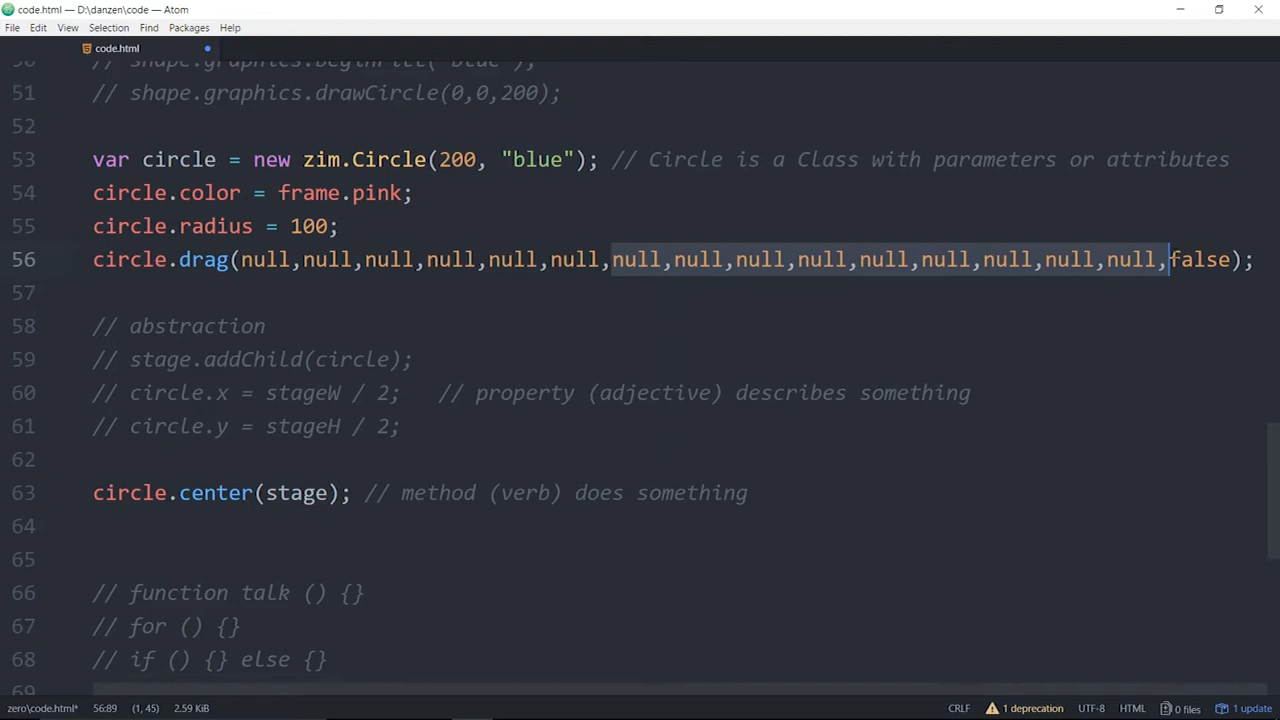 code.html — D:\danzen\code — Atom
File Edit View Selection Find Packages Help
code.html
50 // shape.graphics.beginFill("blue");
51 // shape.graphics.drawCircle(0,0,200);
52
53 var circle = new zim.Circle(200, "blue"); // Circle is a Class with parameters or attributes
54 circle.color = frame.pink;
55 circle.radius = 100;
56 circle.drag(null,null,null,null,null,null,null,null,null,null,null,null,null,null,null,false);
57
58 // abstraction
59 // stage.addChild(circle);
60 // circle.x = stageW / 2; // property (adjective) describes something
61 // circle.y = stageH / 2;
62
63 circle.center(stage); // method (verb) does something
64
65
66 // function talk () {}
67 // for () {}
68 // if () {} else {}
69
zero\code.html* 56:89 (1, 45) 2.59 KiB CRLF 1 deprecation UTF-8 HTML 0 files 1 update